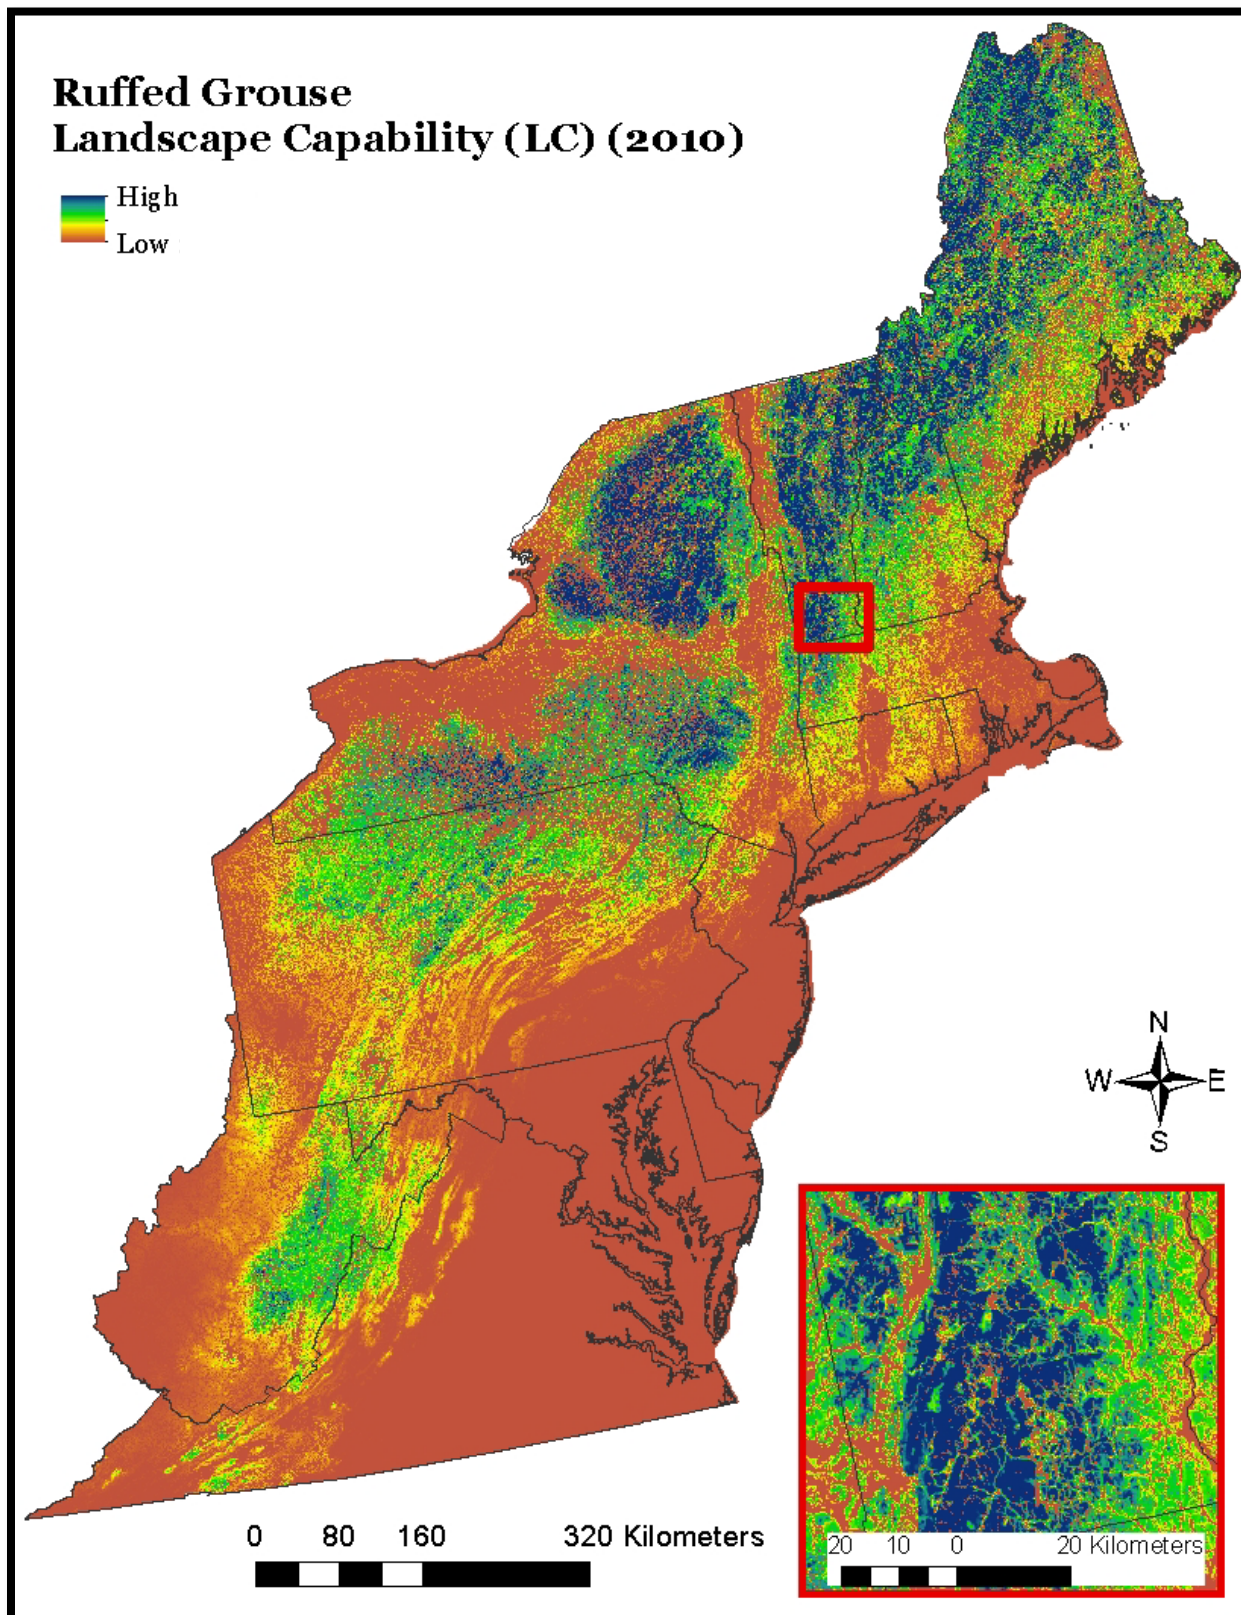 Ruffed Grouse
Landscape Capability (LC) (2010)
High
Low
N
W E
S
0 80 160 320 Kilometers
20 10 0 20 Kilometers